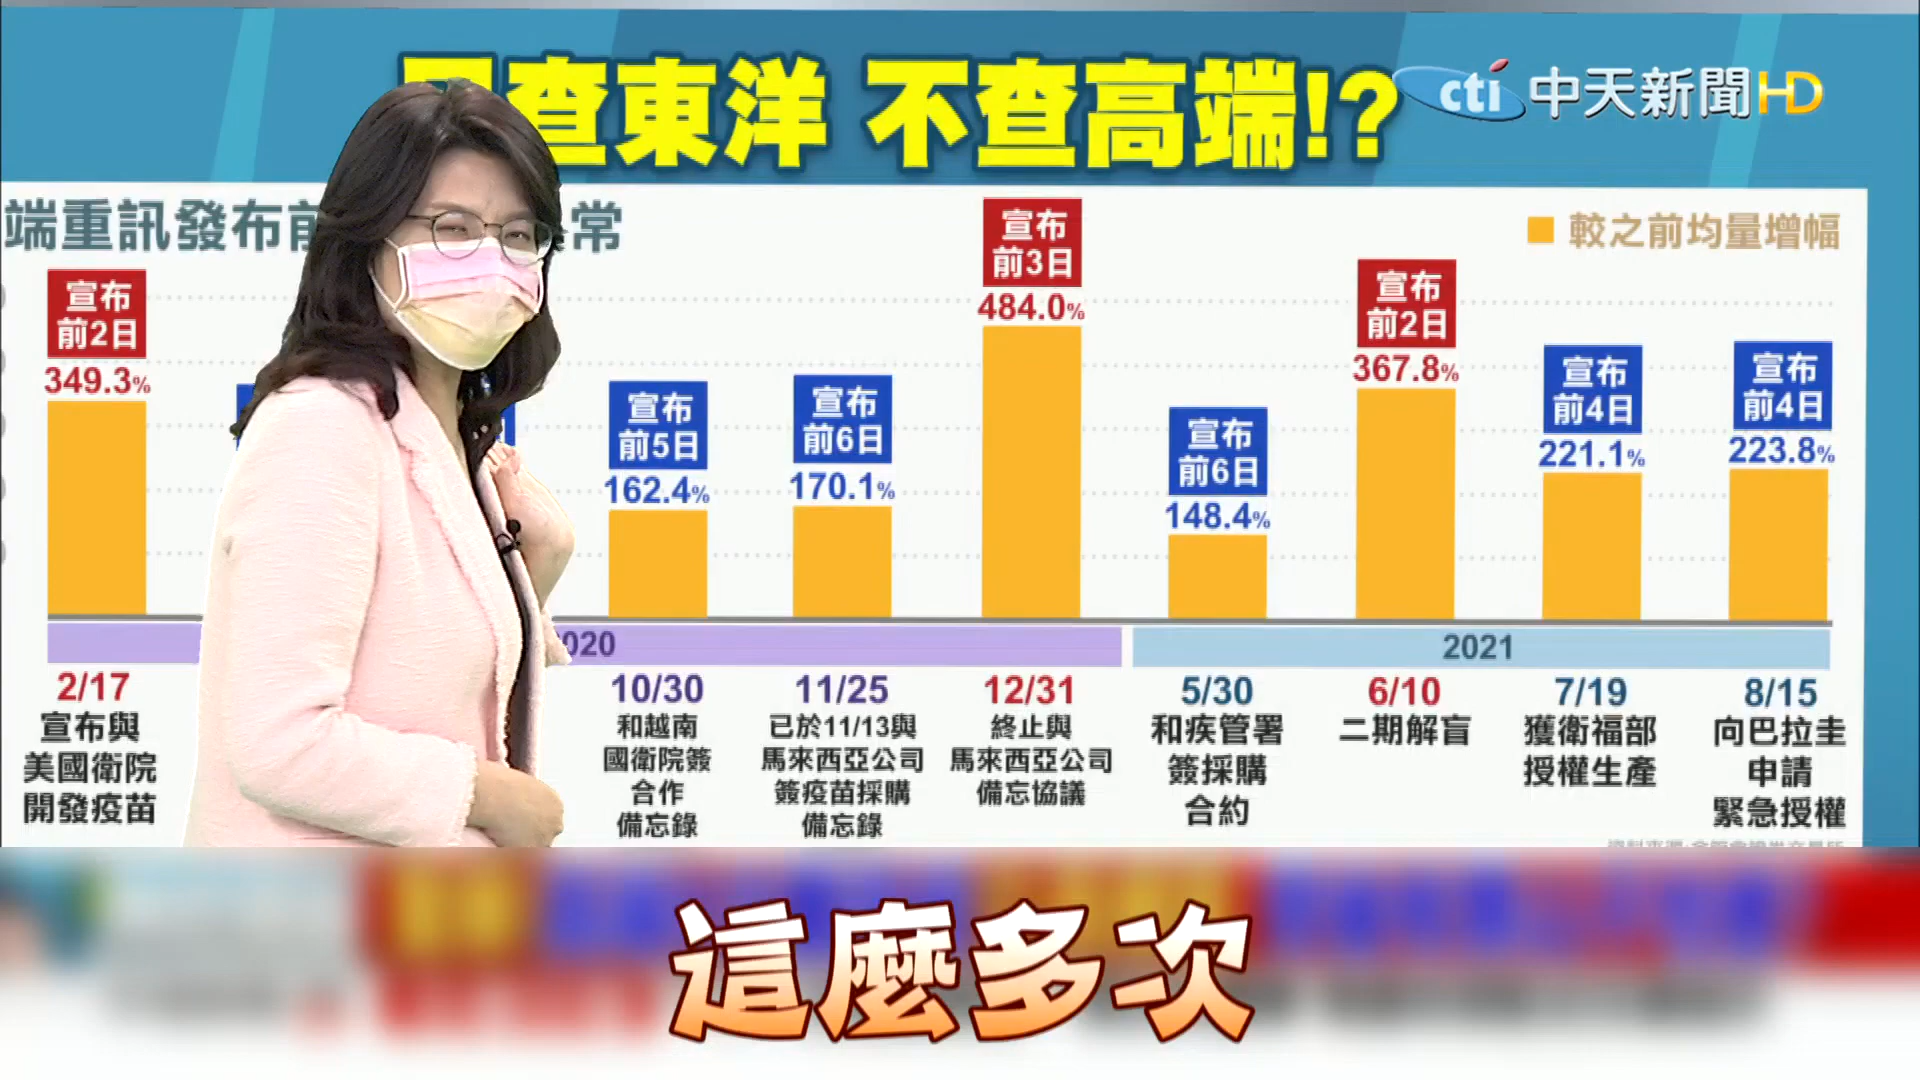 查東洋 不查高端!?
cti 中天新聞HD
端重訊發布前 常
較之前均量增幅
宣布
前2日
349.3%
宣布
前5日
162.4%
宣布
前6日
170.1%
宣布
前3日
484.0%
宣布
前6日
148.4%
宣布
前2日
367.8%
宣布
前4日
221.1%
宣布
前4日
223.8%
020
2021
2/17
宣布與
美國衛院
開發疫苗
10/30
和越南
國衛院簽
合作
備忘錄
11/25
已於11/13與
馬來西亞公司
簽疫苗採購
備忘錄
12/31
終止與
馬來西亞公司
備忘協議
5/30
和疾管署
簽採購
合約
6/10
二期解盲
7/19
獲衛福部
授權生產
8/15
向巴拉圭
申請
緊急授權
這麼多次